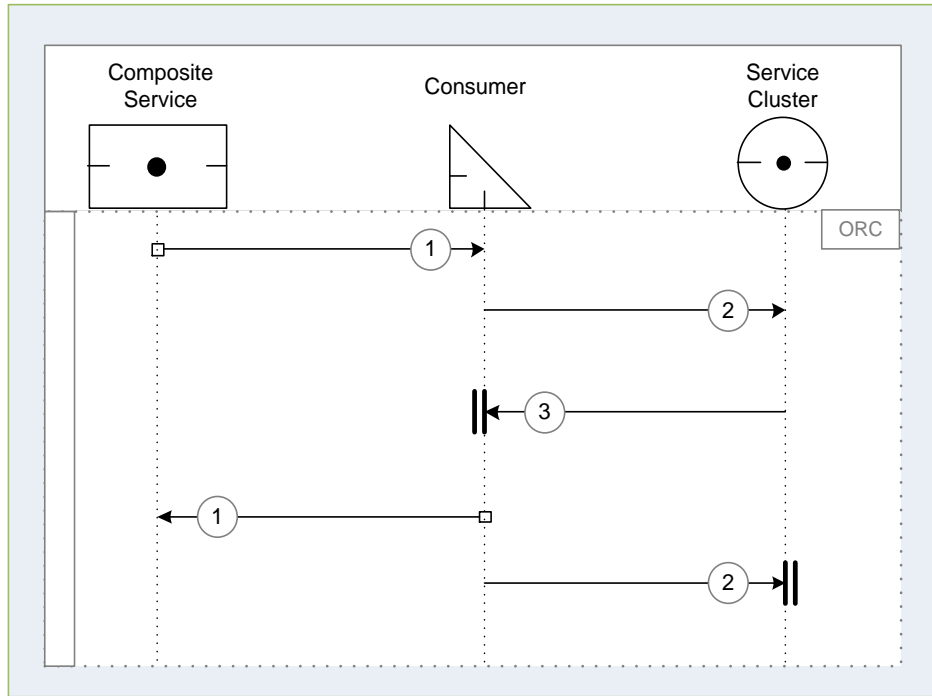 Composite
Service
Consumer
Service
Cluster
ORC
1
2
3
1
2